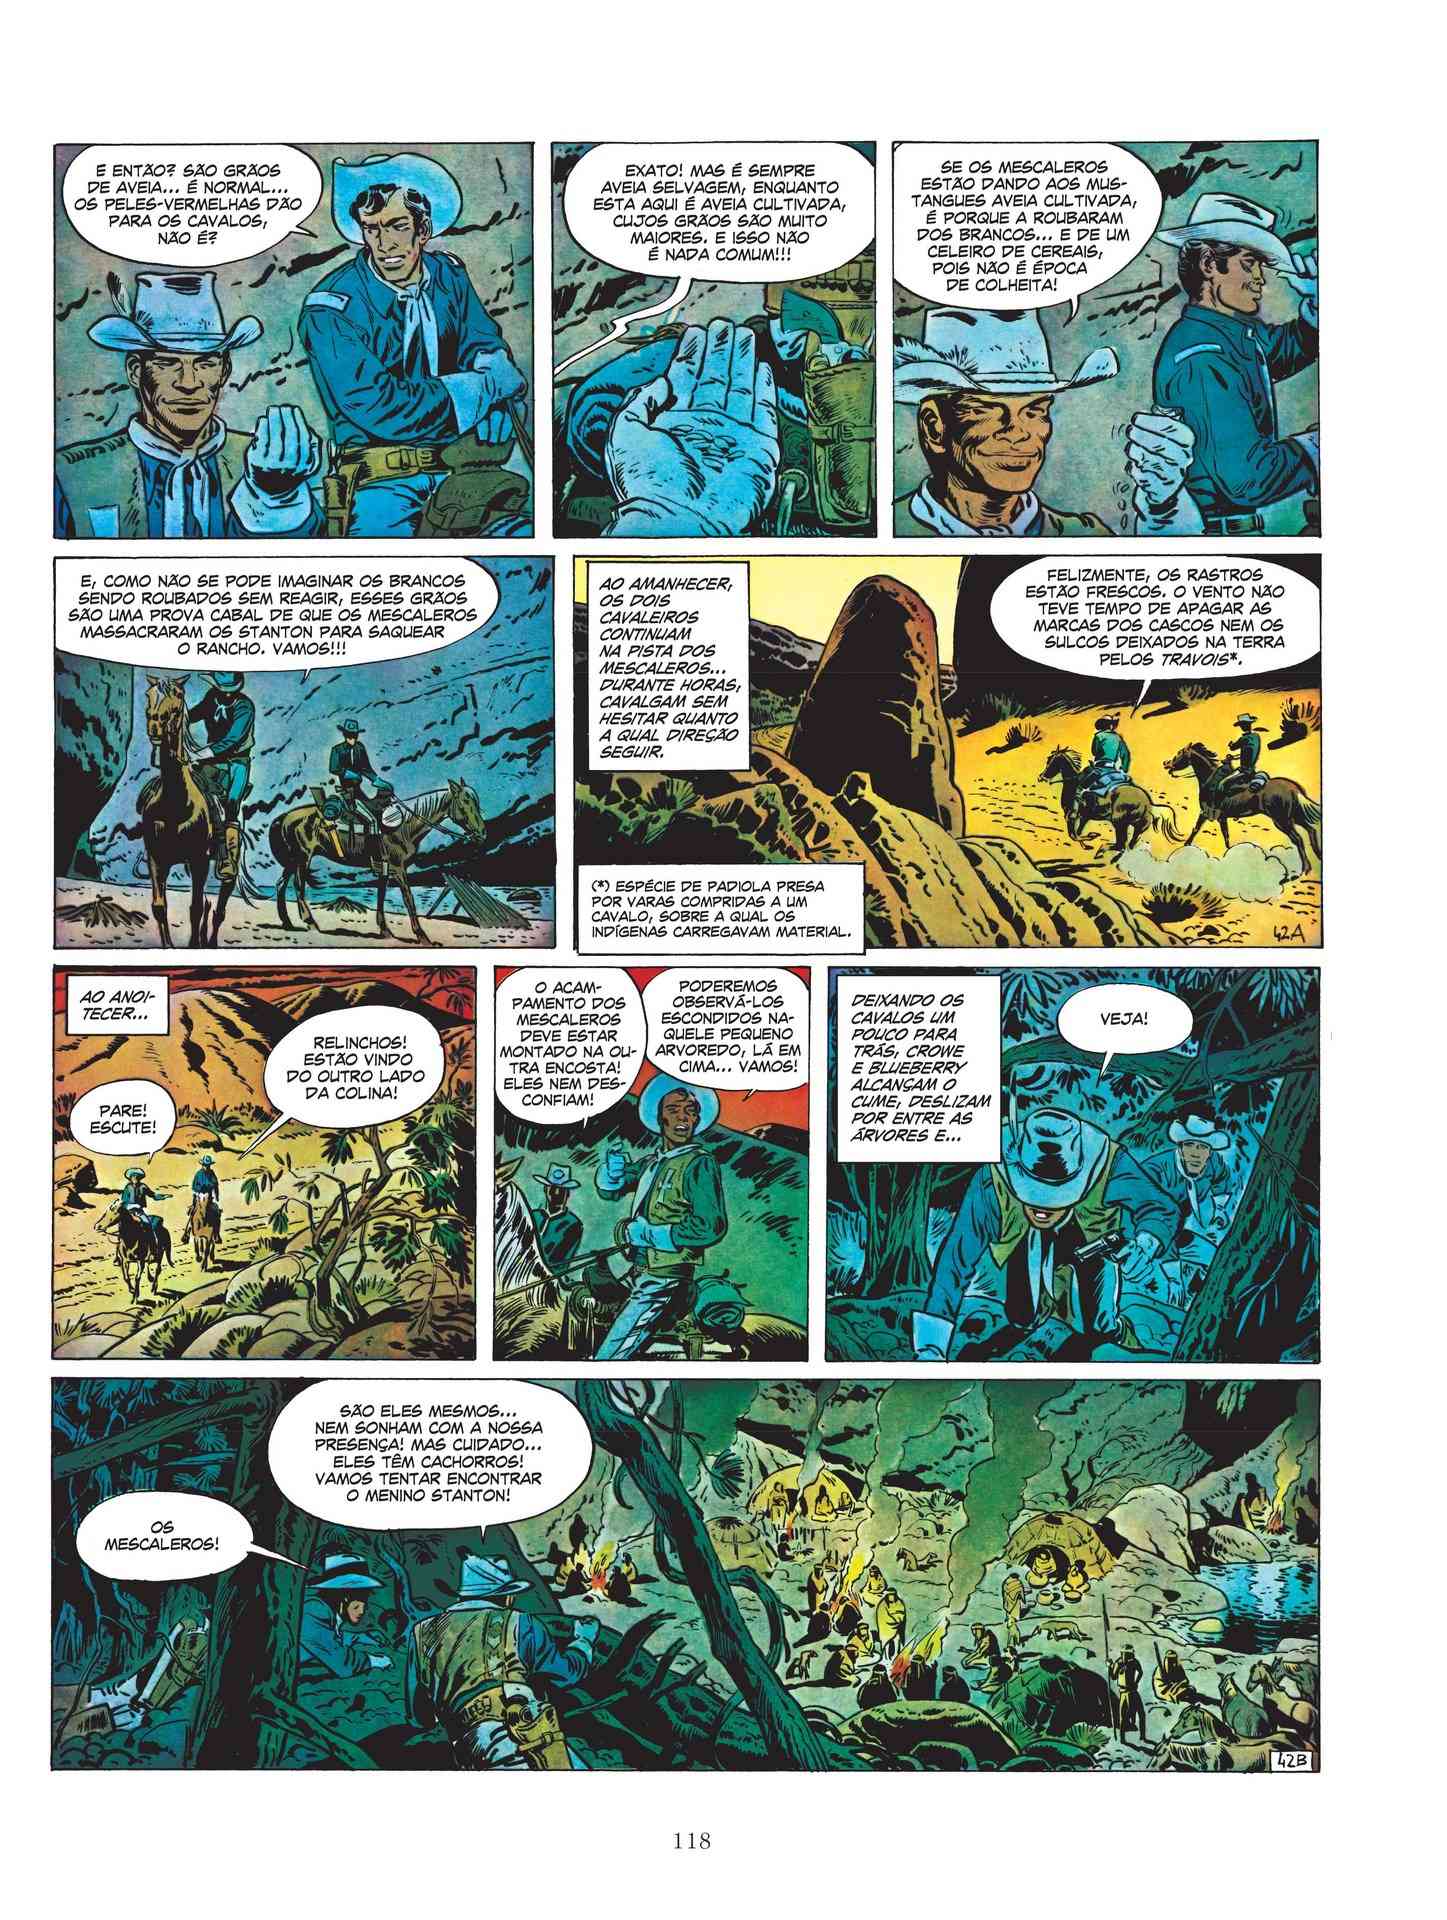 E ENTÃO? SÃO GRÃOS
DE AVEIA... É NORMAL...
OS PELES-VERMELHAS DÃO
PARA OS CAVALOS,
NÃO É?
EXATO! MAS É SEMPRE
AVEIA SELVAGEM, ENQUANTO
ESTA AQUI É AVEIA CULTIVADA,
CUJOS GRÃOS SÃO MUITO
MAIORES. E ISSO NÃO
É NADA COMUM!!!
SE OS MESCALEROS
ESTÃO DANDO AOS MUS-
TANGUES AVEIA CULTIVADA,
É PORQUE A ROUBARAM
DOS BRANCOS... E DE UM
CELEIRO DE CEREAIS,
POIS NÃO É ÉPOCA
DE COLHEITA!
E, COMO NÃO SE PODE IMAGINAR OS BRANCOS
SENDO ROUBADOS SEM REAGIR, ESSES GRÃOS
SÃO UMA PROVA CABAL DE QUE OS MESCALEROS
MASSACRARAM OS STANTON PARA SAQUEAR
O RANCHO. VAMOS!!!
AO AMANHECER,
OS DOIS
CAVALEIROS
CONTINUAM
NA PISTA DOS
MESCALEROS...
DURANTE HORAS,
CAVALGAM SEM
HESITAR QUANTO
A QUAL DIREÇÃO
SEGUIR.
FELIZMENTE, OS RASTROS
ESTÃO FRESCOS. O VENTO NÃO
TEVE TEMPO DE APAGAR AS
MARCAS DOS CASCOS NEM OS
SULCOS DEIXADOS NA TERRA
PELOS TRAVOIS*.
(*) ESPÉCIE DE PADIOLA PRESA
POR VARAS COMPRIDAS A UM
CAVALO, SOBRE A QUAL OS
INDÍGENAS CARREGAVAM MATERIAL.
42A
AO ANOI-
TECER...
PARE!
ESCUTE!
RELINCHOS!
ESTÃO VINDO
DO OUTRO LADO
DA COLINA!
O ACAM-
PAMENTO DOS
MESCALEROS
DEVE ESTAR
MONTADO NA OU-
TRA ENCOSTA!
ELES NEM DES-
CONFIAM!
PODEREMOS
OBSERVÁ-LOS
ESCONDIDOS NA-
QUELE PEQUENO
ARVOREDO, LÁ EM
CIMA... VAMOS!
DEIXANDO OS
CAVALOS UM
POUCO PARA
TRÁS, CROWE
E BLUEBERRY
ALCANÇAM O
CUME, DESLIZAM
POR ENTRE AS
ÁRVORES E...
VEJA!
OS
MESCALEROS!
SÃO ELES MESMOS...
NEM SONHAM COM A NOSSA
PRESENÇA! MAS CUIDADO...
ELES TÊM CACHORROS!
VAMOS TENTAR ENCONTRAR
O MENINO STANTON!
42B
118